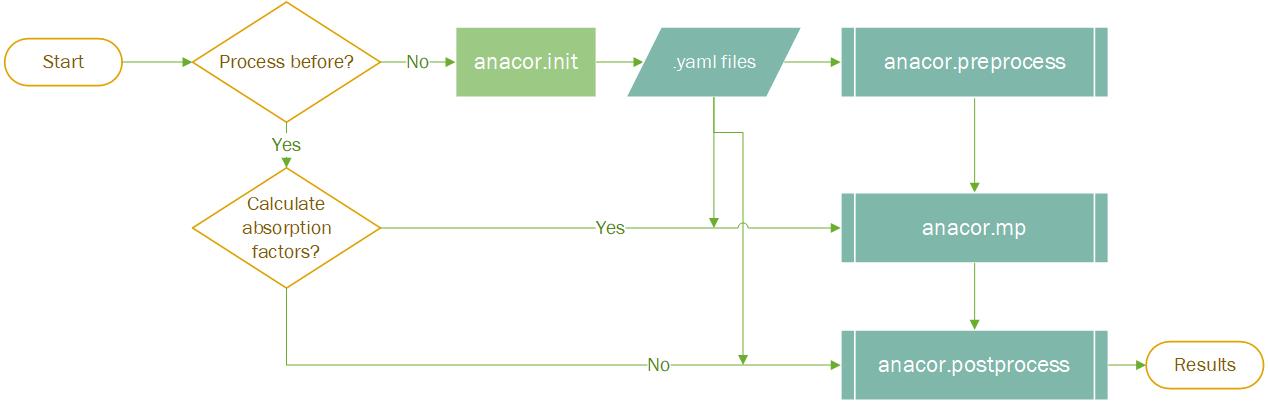 Start
Process before?
No
anacor.init
.yaml files
anacor.preprocess
Yes
Calculate
absorption
factors?
Yes
anacor.mp
No
anacor.postprocess
Results